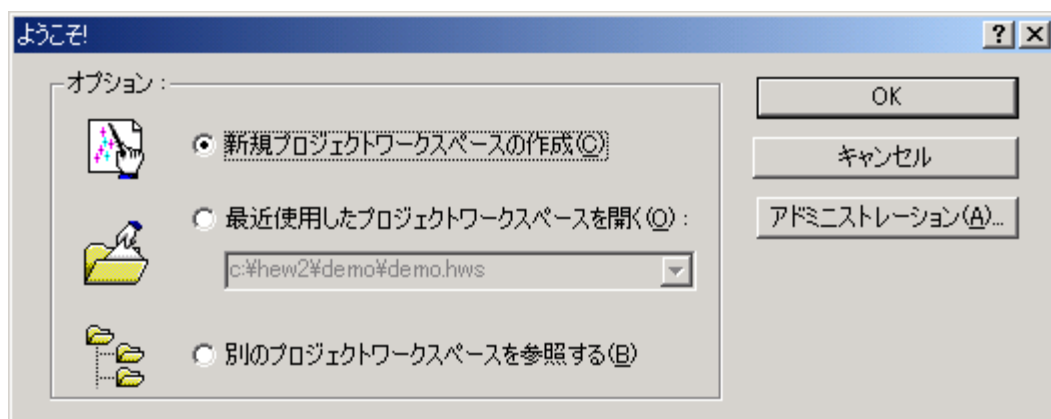 ようこそ!
オプション :
新規プロジェクトワークスペースの作成(C)
最近使用したプロジェクトワークスペースを開く(O) :
c:¥hew2¥demo¥demo.hws
別のプロジェクトワークスペースを参照する(B)
OK
キャンセル
アドミニストレーション(A)...